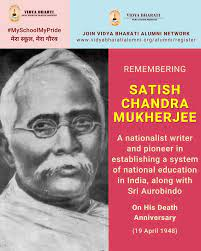 VIDYA BHARATI
VIDYA BHARATI
#MySchoolMyPride
मेरा स्कूल, मेरा गौरव
JOIN VIDYA BHARATI ALUMNI NETWORK
www.vidyabharatialumni.org/alumni/register
REMEMBERING
SATISH
CHANDRA
MUKHERJEE
A nationalist writer
and pioneer in
establishing a system
of national education
in India, along with
Sri Aurobindo
On His Death
Anniversary
(19 April 1948)